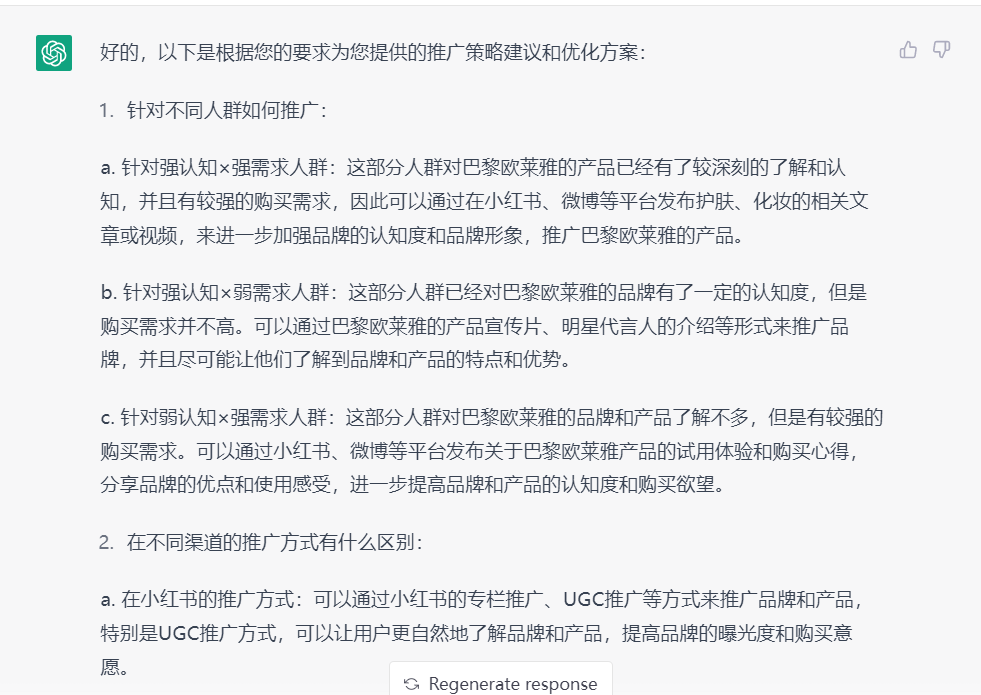 好的，以下是根据您的要求为您提供的推广策略建议和优化方案：
1. 针对不同人群如何推广：
a. 针对强认知×强需求人群：这部分人群对巴黎欧莱雅的产品已经有了较深刻的了解和认
知，并且有较强的购买需求，因此可以通过在小红书、微博等平台发布护肤、化妆的相关文
章或视频，来进一步加强品牌的认知度和品牌形象，推广巴黎欧莱雅的产品。
b. 针对强认知×弱需求人群：这部分人群已经对巴黎欧莱雅的品牌有了一定的认知度，但是
购买需求并不高。可以通过巴黎欧莱雅的产品宣传片、明星代言人的介绍等形式来推广品
牌，并且尽可能让他们了解到品牌和产品的特点和优势。
c. 针对弱认知×强需求人群：这部分人群对巴黎欧莱雅的品牌和产品了解不多，但是有较强的
购买需求。可以通过小红书、微博等平台发布关于巴黎欧莱雅产品的试用体验和购买心得，
分享品牌的优点和使用感受，进一步提高品牌和产品的认知度和购买欲望。
2. 在不同渠道的推广方式有什么区别：
a. 在小红书的推广方式：可以通过小红书的专栏推广、UGC推广等方式来推广品牌和产品，
特别是UGC推广方式，可以让用户更自然地了解品牌和产品，提高品牌的曝光度和购买意
愿。
Regenerate response